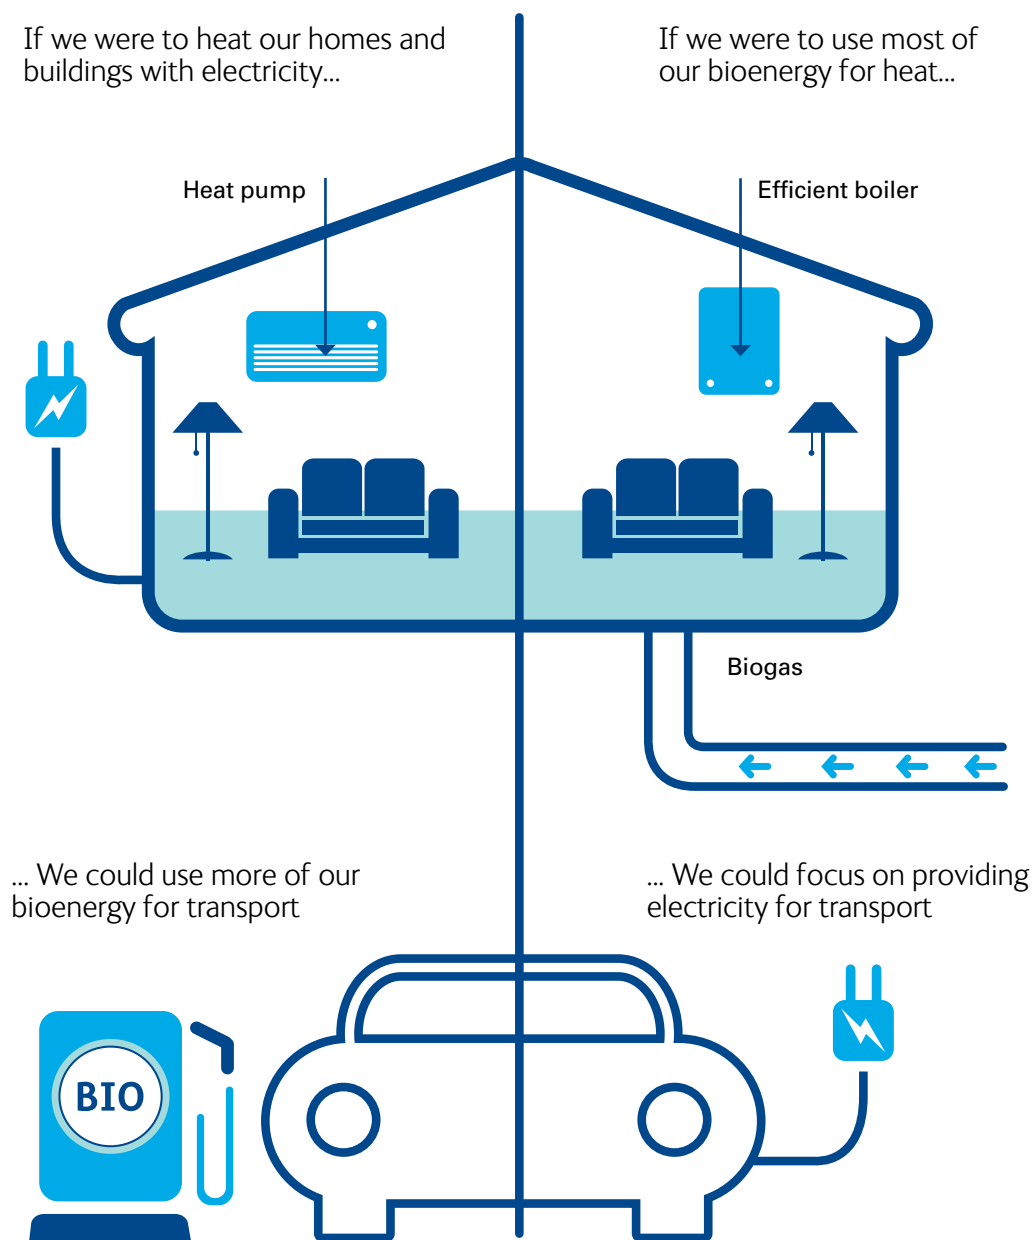 If we were to heat our homes and
buildings with electricity...
If we were to use most of
our bioenergy for heat...
Heat pump
Efficient boiler
Biogas
... We could use more of our
bioenergy for transport
... We could focus on providing
electricity for transport
BIO